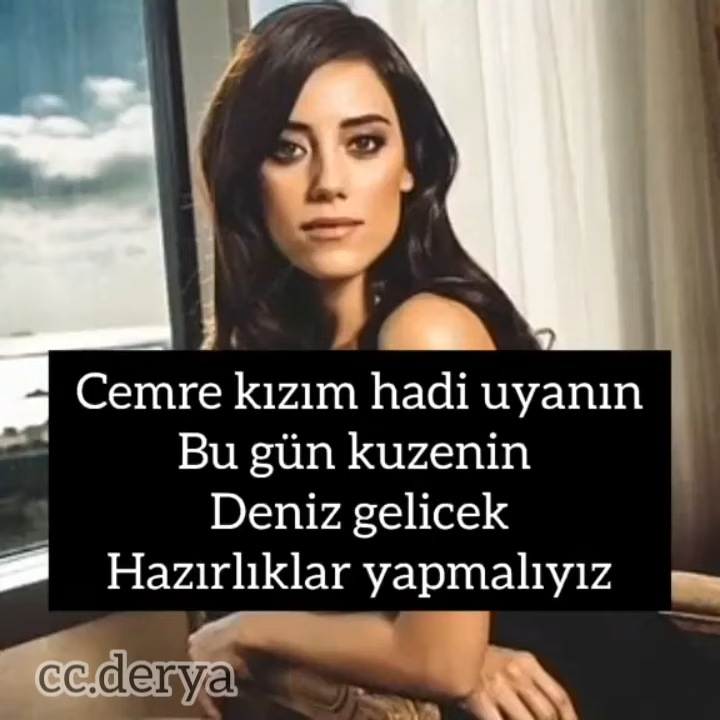 Cemre kızım hadi uyanın
Bu gün kuzenin
Deniz gelicek
Hazırlıklar yapmalıyız
cc.derya